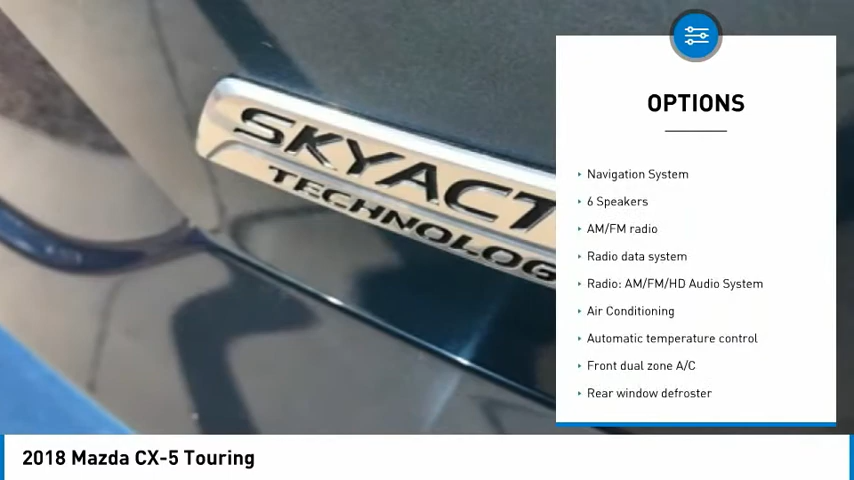 SKYACT
TECHNOLOG
OPTIONS
Navigation System
6 Speakers
AM/FM radio
Radio data system
Radio: AM/FM/HD Audio System
Air Conditioning
Automatic temperature control
Front dual zone A/C
Rear window defroster
2018 Mazda CX-5 Touring